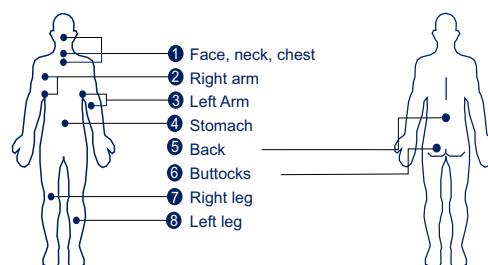 1 Face, neck, chest
2 Right arm
3 Left Arm
4 Stomach
5 Back
6 Buttocks
7 Right leg
8 Left leg